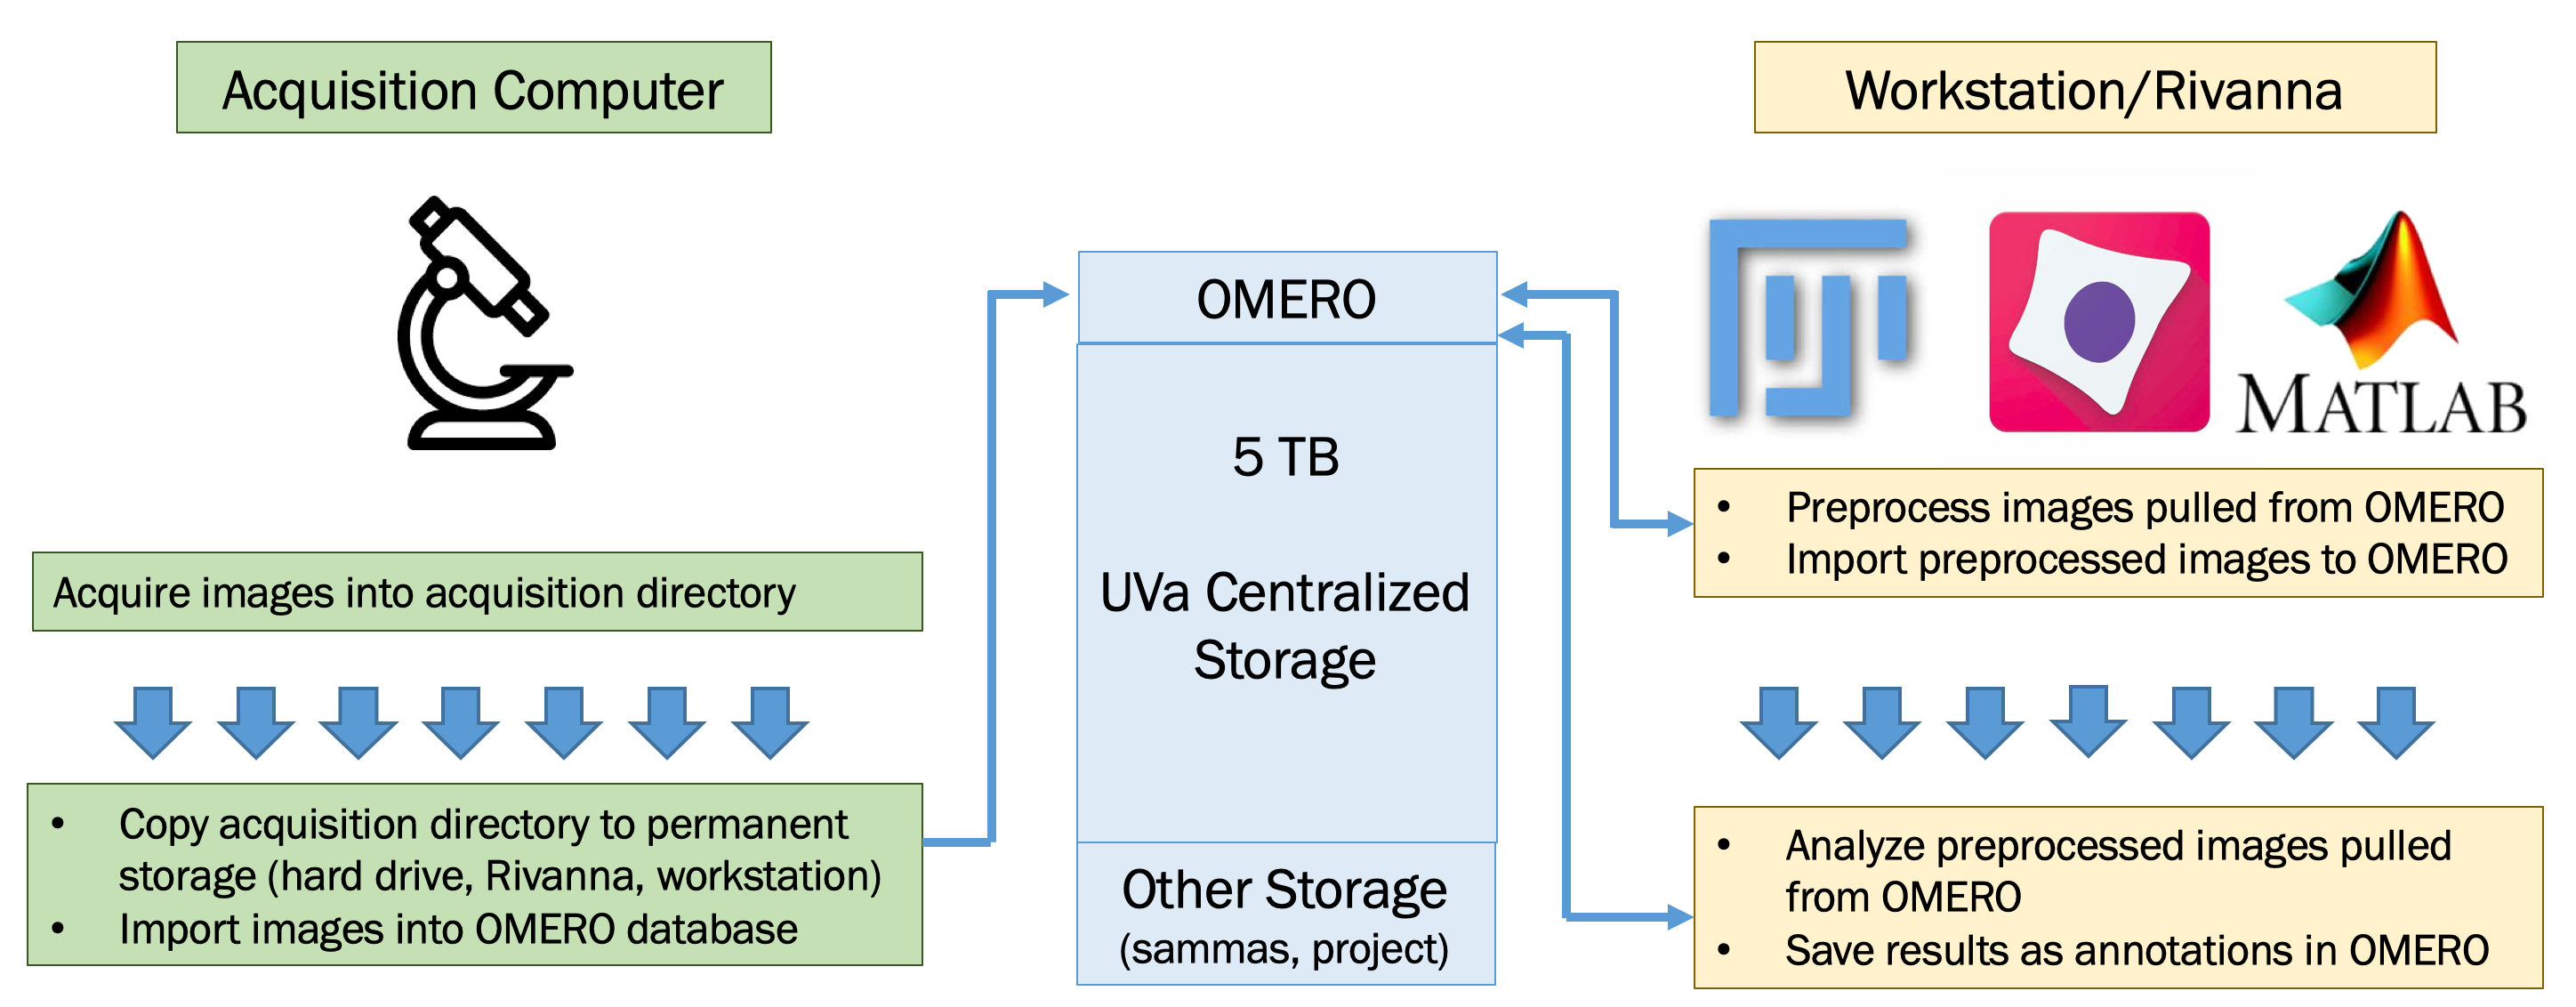 Acquisition Computer
Workstation/Rivanna
MATLAB
OMERO
5 TB
UVa Centralized
Storage
Other Storage
(sammas, project)
Acquire images into acquisition directory
• Copy acquisition directory to permanent
storage (hard drive, Rivanna, workstation)
• Import images into OMERO database
• Preprocess images pulled from OMERO
• Import preprocessed images to OMERO
• Analyze preprocessed images pulled
from OMERO
• Save results as annotations in OMERO